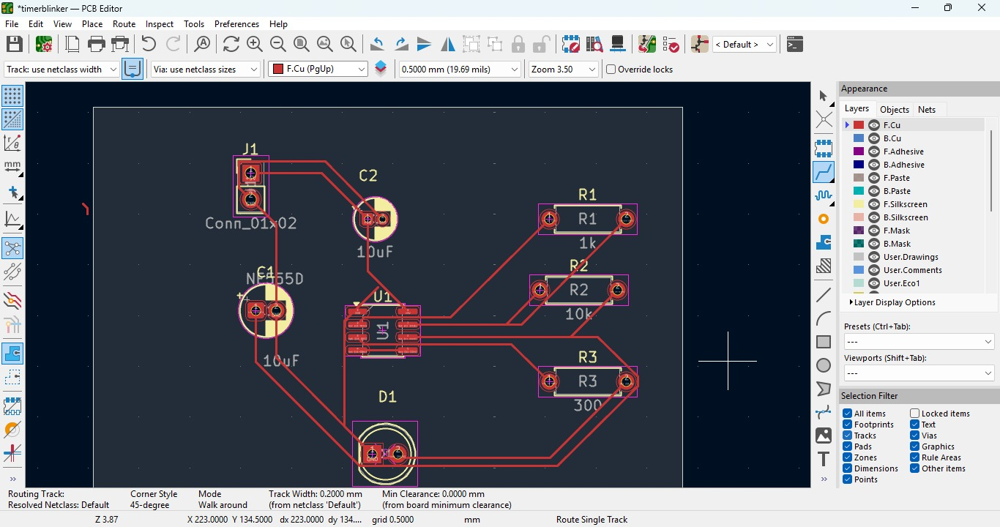 *timerblinker — PCB Editor
File Edit View Place Route Inspect Tools Preferences Help
Track: use netclass width Via: use netclass sizes F.Cu (PgUp) 0.5000 mm (19.69 mils) Zoom 3.50 Override locks < Default >
mm
J1
Conn_01x02
C2
10uF
C1
NE555D
10uF
U1
U1
D1
R1
R1
1k
R2
R2
10k
R3
R3
300
Appearance
Layers Objects Nets
F.Cu
B.Cu
F.Adhesive
B.Adhesive
F.Paste
B.Paste
F.Silkscreen
B.Silkscreen
F.Mask
B.Mask
User.Drawings
User.Comments
User.Eco1
Layer Display Options
Presets (Ctrl+Tab):
---
Viewports (Shift+Tab):
---
Selection Filter
All items Locked items
Footprints Text
Tracks Vias
Pads Graphics
Zones Rule Areas
Dimensions Other items
Points
Routing Track: Corner Style Mode Track Width: 0.2000 mm Min Clearance: 0.0000 mm
Resolved Netclass: Default 45-degree Walk around (from netclass 'Default') (from board minimum clearance)
Z 3.87 X 223.0000 Y 134.5000 dx 223.0000 dy 134.... grid 0.5000 mm Route Single Track